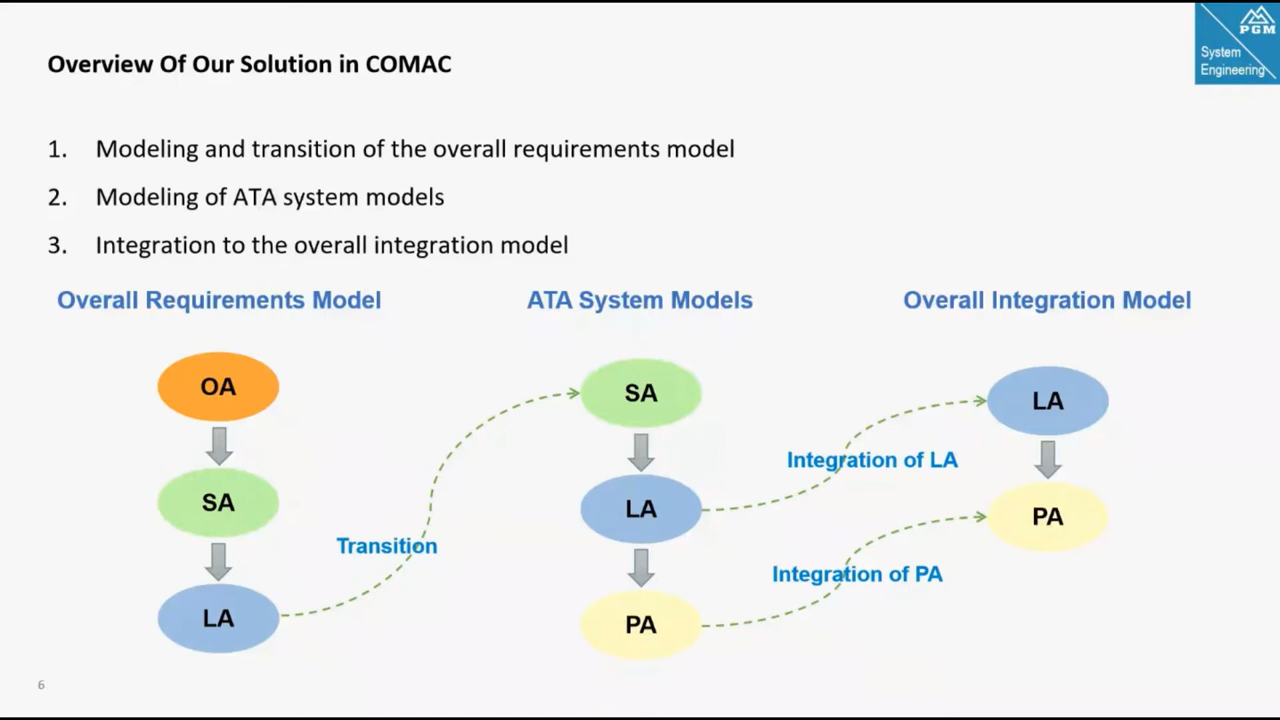 PGM
System
Engineering
Overview Of Our Solution in COMAC
1. Modeling and transition of the overall requirements model
2. Modeling of ATA system models
3. Integration to the overall integration model
Overall Requirements Model
ATA System Models
Overall Integration Model
OA
SA
LA
Transition
SA
LA
PA
Integration of LA
Integration of PA
LA
PA
6